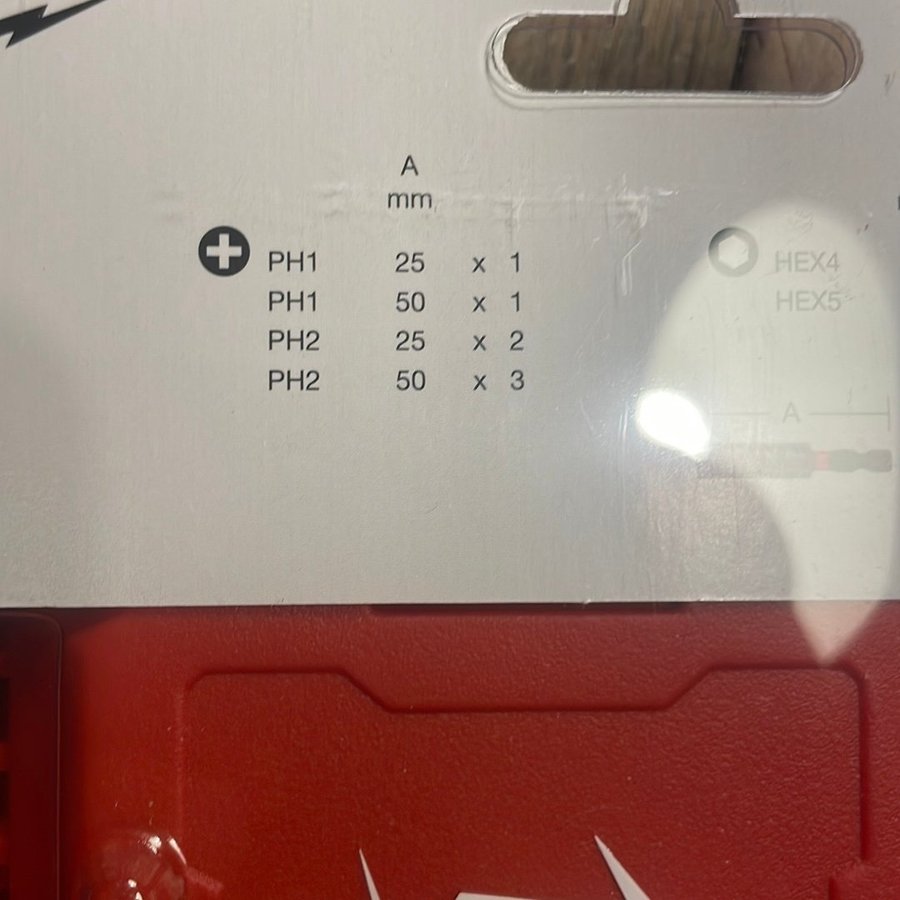 A
mm
PH1 25 x 1
PH1 50 x 1
PH2 25 x 2
PH2 50 x 3
HEX4
HEX5
A